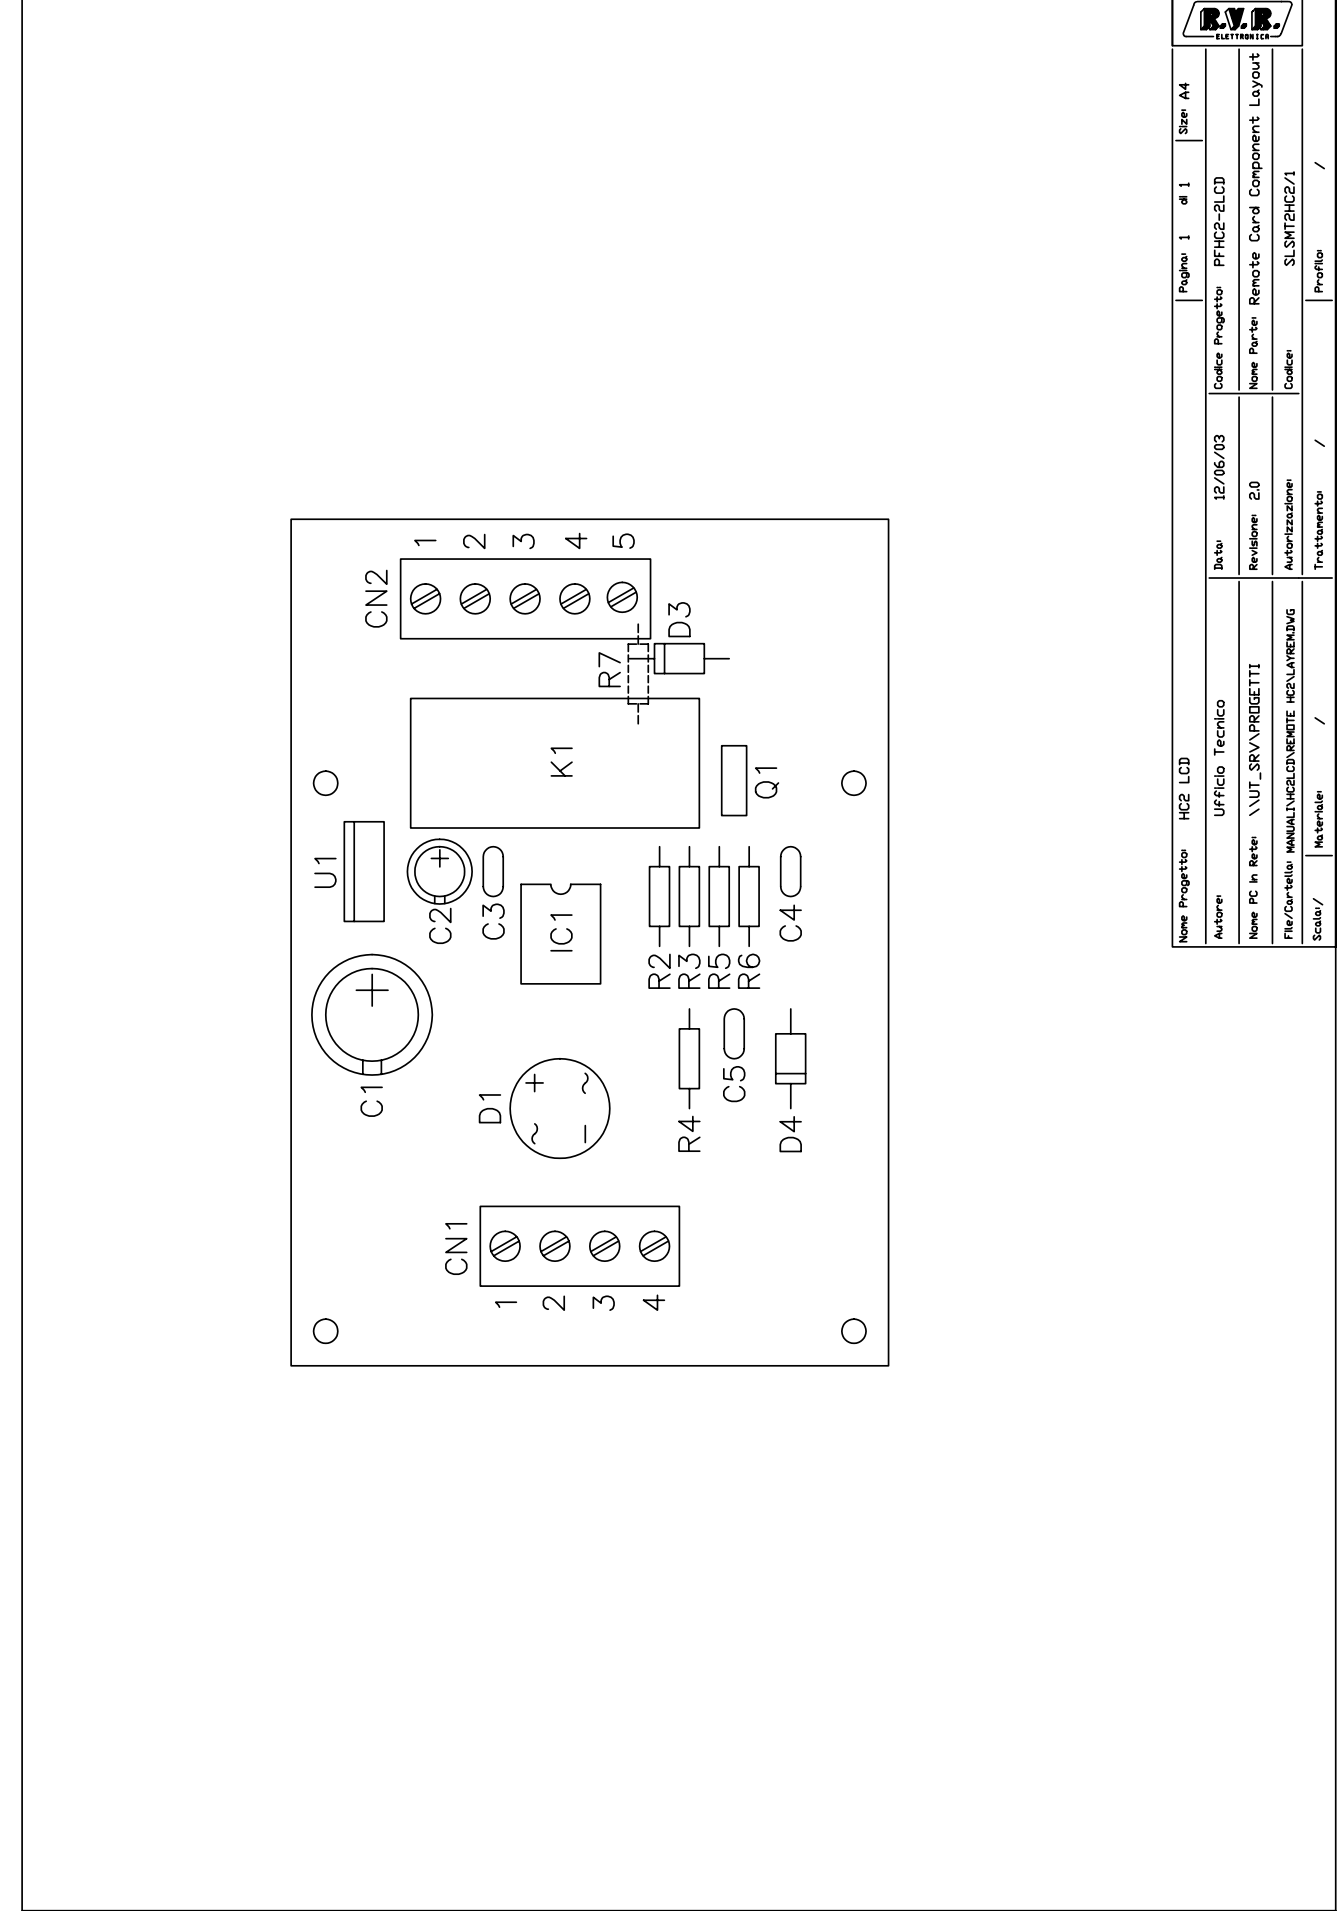 CN2
1
2
3
4
5
D3
R7
K1
Q1
U1
C2
C3
IC1
R2
R3
R5
R6
C4
C1
D1
+
~
-
~
R4
C5
D4
CN1
1
2
3
4
R.V.R.
ELETTRONICA
Nome Progetto: HC2 LCD
Pagina: 1 di 1
Size: A4
Autore: Ufficio Tecnico
Data: 12/06/03
Codice Progetto: PFHC2-2LCD
Nome PC in Rete: \\UT_SRV\PROGETTI
Revisione: 2.0
Nome Parte: Remote Card Component Layout
File/Cartella: MANUALI\HC2LCD\REMOTE HC2\LAYREM.DWG
Autorizzazione:
Codice: SLSMT2HC2/1
Scala:/
Materiale: /
Trattamento: /
Profilo: /